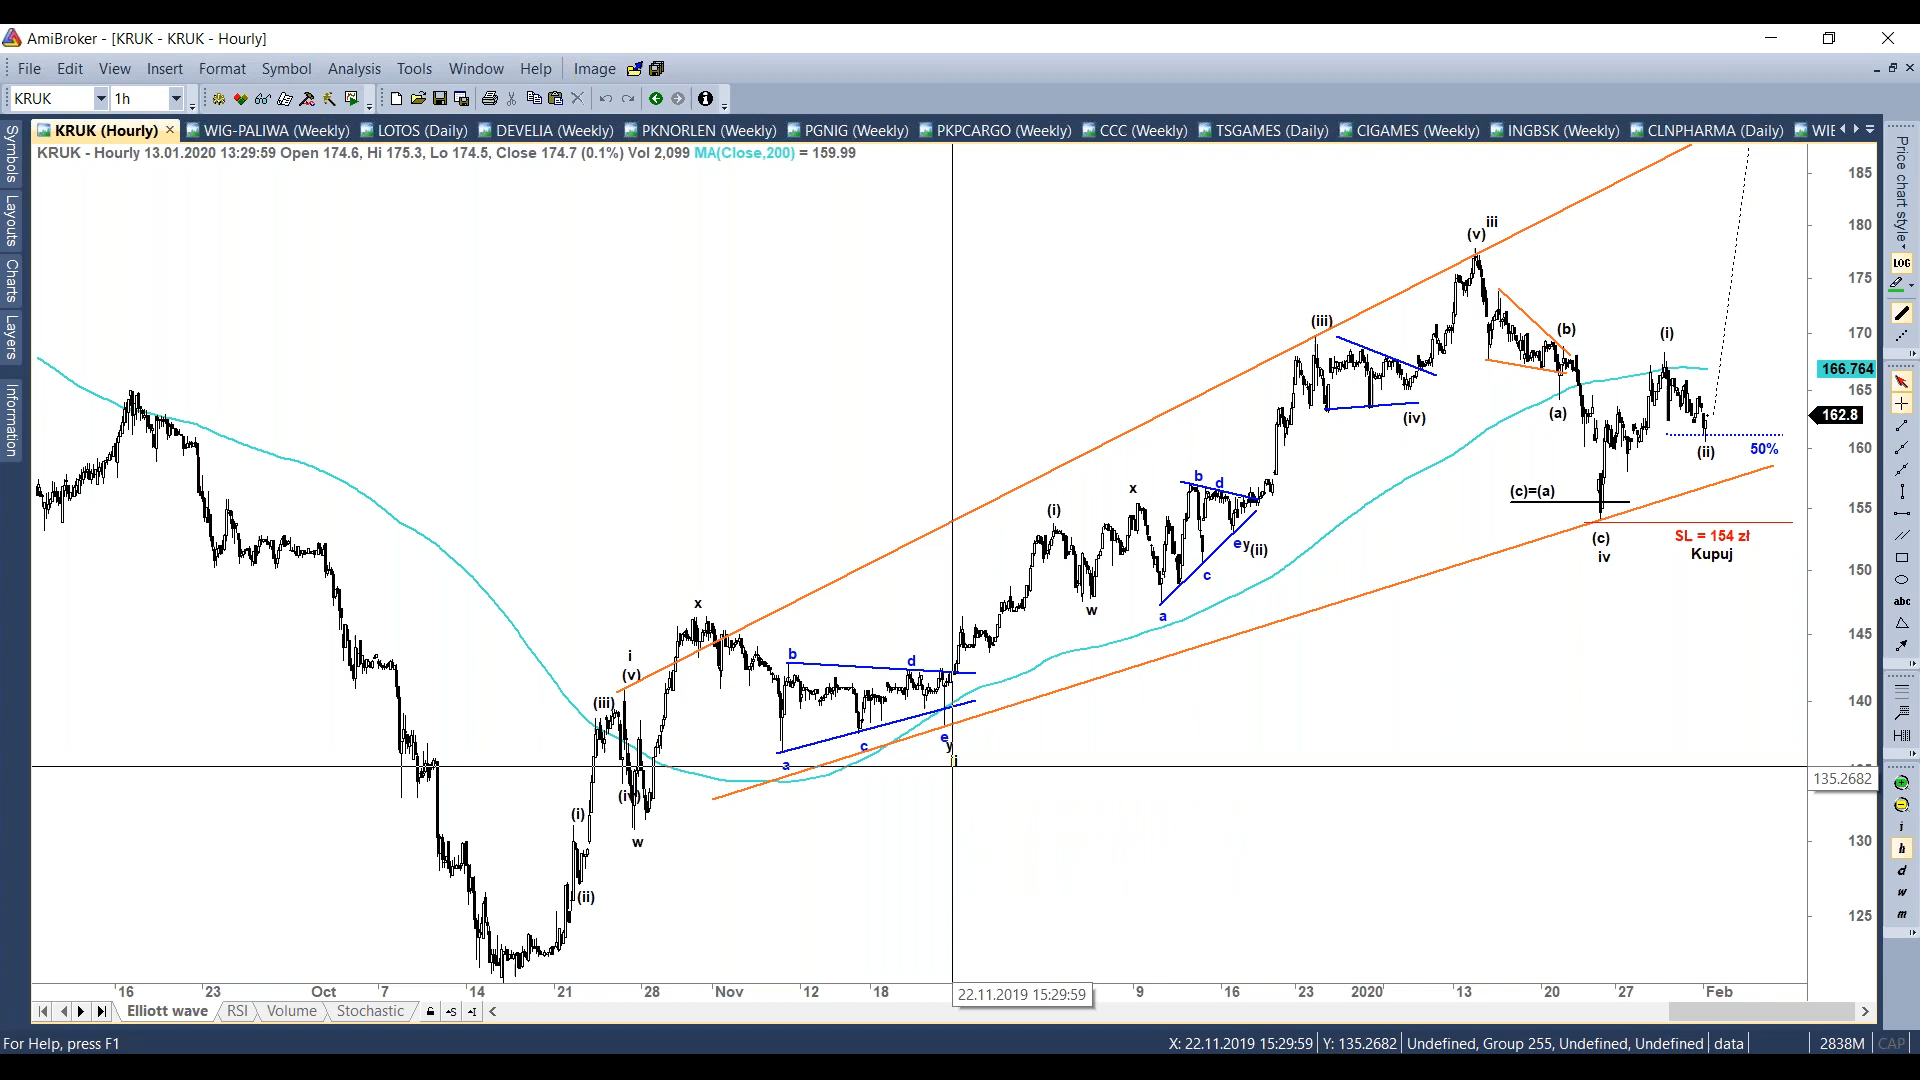 AmiBroker - [KRUK - KRUK - Hourly]
File Edit View Insert Format Symbol Analysis Tools Window Help Image
KRUK 1h
KRUK (Hourly) WIG-PALIWA (Weekly) LOTOS (Daily) DEVELIA (Weekly) PKNORLEN (Weekly) PGNIG (Weekly) PKPCARGO (Weekly) CCC (Weekly) TSGAMES (Daily) CIGAMES (Weekly) INGBSK (Weekly) CLNPHARMA (Daily) WIE
KRUK - Hourly 13.01.2020 13:29:59 Open 174.6, Hi 175.3, Lo 174.5, Close 174.7 (0.1%) Vol 2,099 MA(Close,200) = 159.99
Symbols
Layouts
Charts
Layers
Information
185
180
175
170
166.764
165
162.8
160
155
150
145
140
135.2682
130
125
iii
(v)
(iii)
(b)
(i)
(iv)
(a)
(ii)
50%
(c)=(a)
SL = 154 zł
Kupuj
(c)
iv
x
(i)
b
d
e
y
(ii)
c
w
a
x
i
(v)
(iii)
b
d
(iv)
c
e
y
ii
a
(i)
w
(ii)
16 23 Oct 7 14 21 28 Nov 12 18 9 16 23 2020 13 20 27 Feb
22.11.2019 15:29:59
Elliott wave RSI Volume Stochastic
For Help, press F1
X: 22.11.2019 15:29:59 Y: 135.2682 Undefined, Group 255, Undefined, Undefined data 2838M CAP
Price chart style
LOG
abc
i
h
d
w
m